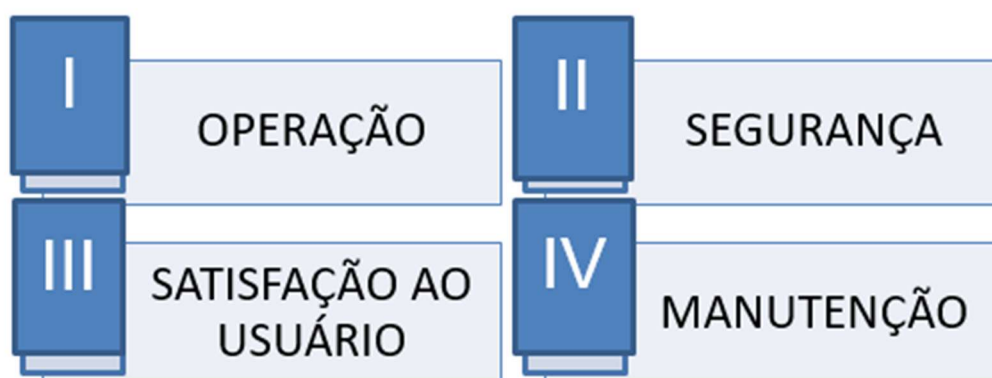 I
OPERAÇÃO
II
SEGURANÇA
III
SATISFAÇÃO AO
USUÁRIO
IV
MANUTENÇÃO